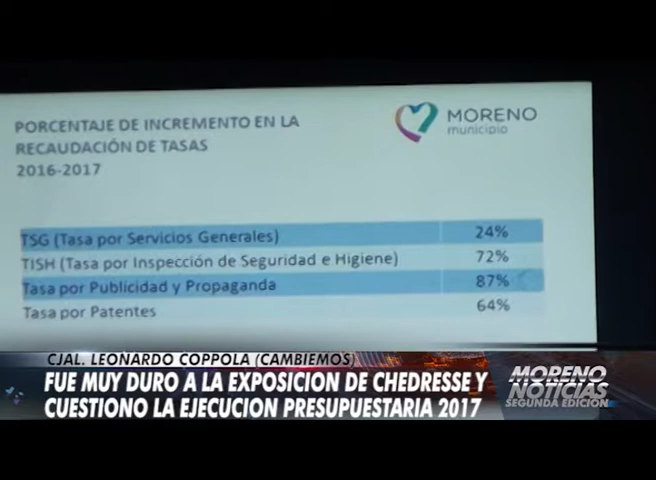 PORCENTAJE DE INCREMENTO EN LA
RECAUDACIÓN DE TASAS
2016-2017
MORENO
municipio
TSG (Tasa por Servicios Generales) 24%
TISH (Tasa por Inspección de Seguridad e Higiene) 72%
Tasa por Publicidad y Propaganda 87%
Tasa por Patentes 64%
CJAL. LEONARDO COPPOLA (CAMBIEMOS)
FUE MUY DURO A LA EXPOSICION DE CHEDRESSE Y
CUESTIONO LA EJECUCION PRESUPUESTARIA 2017
MORENO
NOTICIAS
SEGUNDA EDICIÓN